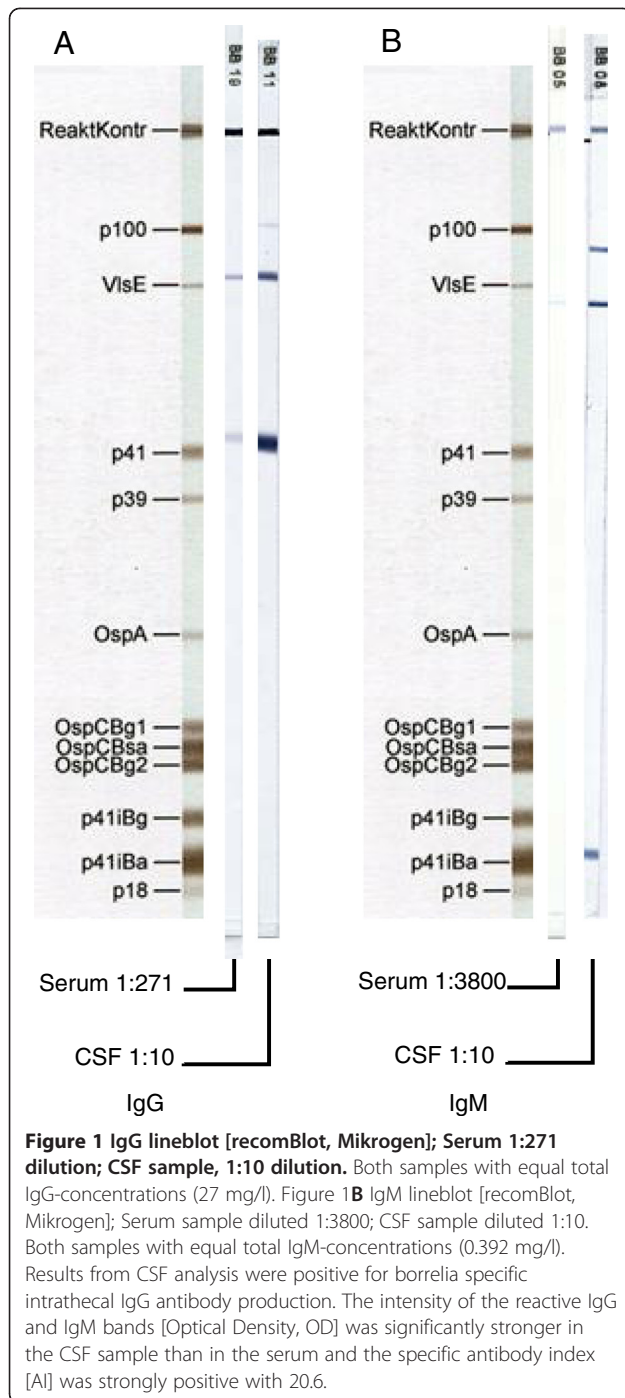 A
B
BB 10
BB 11
BB 05
BB 08
ReaktKontr
p100
VlsE
p41
p39
OspA
OspCBg1
OspCBsa
OspCBg2
p41iBg
p41iBa
p18
ReaktKontr
p100
VlsE
p41
p39
OspA
OspCBg1
OspCBsa
OspCBg2
p41iBg
p41iBa
p18
Serum 1:271
CSF 1:10
IgG
Serum 1:3800
CSF 1:10
IgM
Figure 1 IgG lineblot [recomBlot, Mikrogen]; Serum 1:271
dilution; CSF sample, 1:10 dilution. Both samples with equal total
IgG-concentrations (27 mg/l). Figure 1B IgM lineblot [recomBlot,
Mikrogen]; Serum sample diluted 1:3800; CSF sample diluted 1:10.
Both samples with equal total IgM-concentrations (0.392 mg/l).
Results from CSF analysis were positive for borrelia specific
intrathecal IgG antibody production. The intensity of the reactive IgG
and IgM bands [Optical Density, OD] was significantly stronger in
the CSF sample than in the serum and the specific antibody index
[AI] was strongly positive with 20.6.